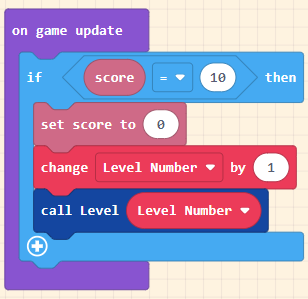 on game update
if score = 10 then
set score to 0
change Level Number by 1
call Level Level Number